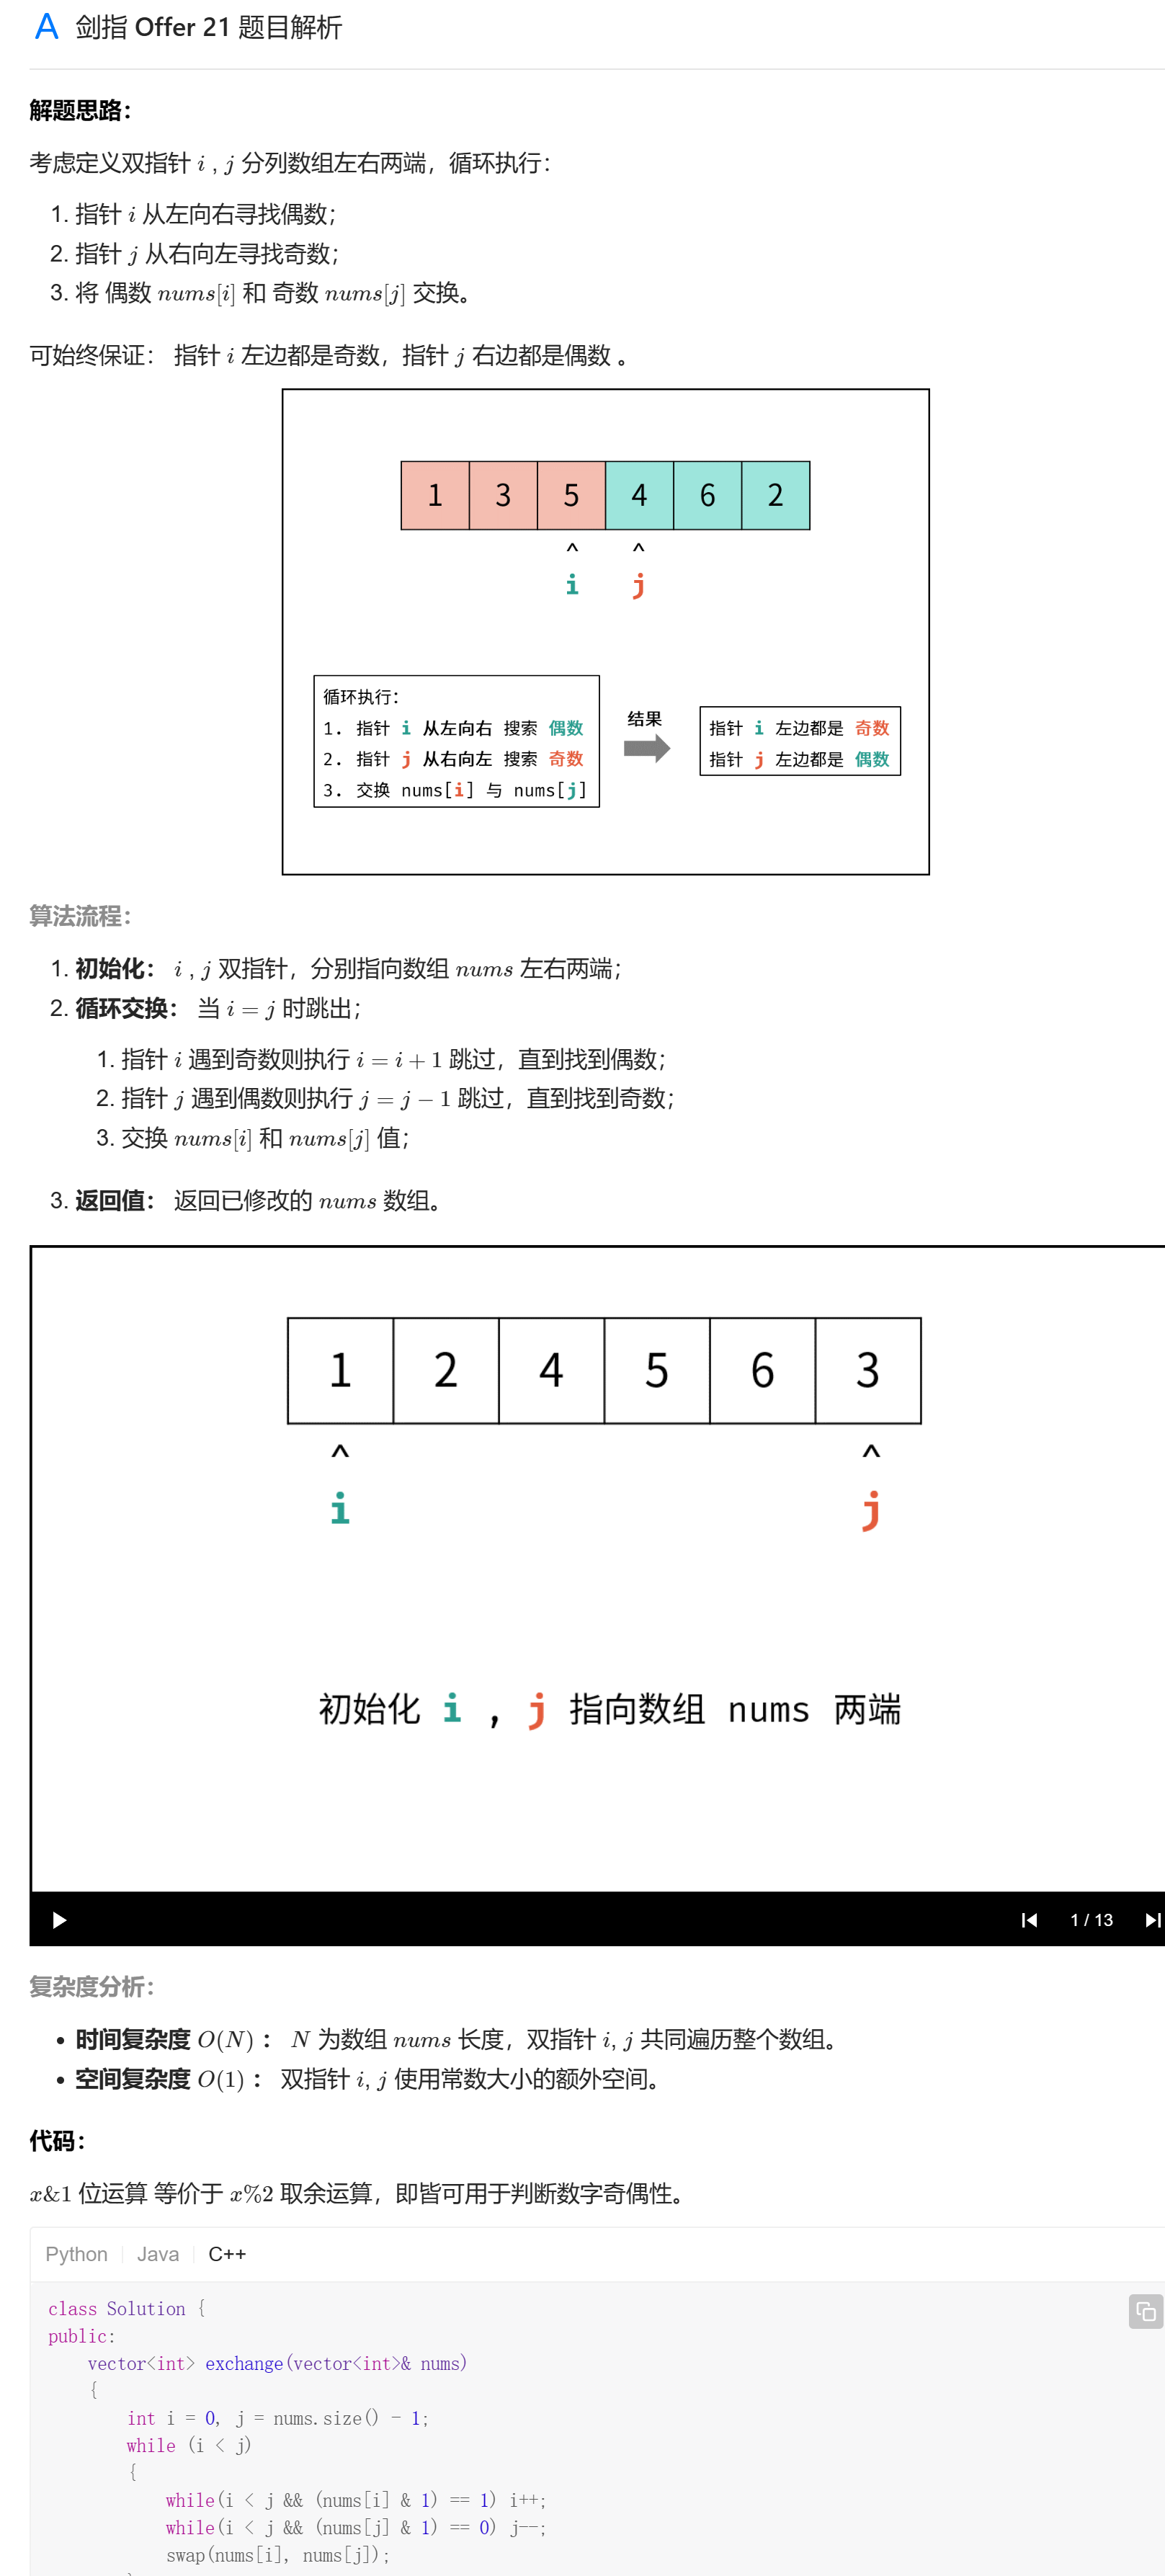 剑指 Offer 21 题目解析
解题思路：
考虑定义双指针 i , j 分列数组左右两端，循环执行：
1. 指针 i 从左向右寻找偶数；
2. 指针 j 从右向左寻找奇数；
3. 将 偶数 nums[i] 和 奇数 nums[j] 交换。
可始终保证： 指针 i 左边都是奇数，指针 j 右边都是偶数 。
1 3 5 4 6 2
^ ^
i j
循环执行：
1. 指针 i 从左向右 搜索 偶数
2. 指针 j 从右向左 搜索 奇数
3. 交换 nums[i] 与 nums[j]
结果
指针 i 左边都是 奇数
指针 j 左边都是 偶数
算法流程：
1. 初始化： i , j 双指针，分别指向数组 nums 左右两端；
2. 循环交换： 当 i = j 时跳出；
1. 指针 i 遇到奇数则执行 i = i + 1 跳过，直到找到偶数；
2. 指针 j 遇到偶数则执行 j = j − 1 跳过，直到找到奇数；
3. 交换 nums[i] 和 nums[j] 值；
3. 返回值： 返回已修改的 nums 数组。
1 2 4 5 6 3
^ ^
i j
初始化 i , j 指向数组 nums 两端
1 / 13
复杂度分析：
• 时间复杂度 O(N) ： N 为数组 nums 长度，双指针 i, j 共同遍历整个数组。
• 空间复杂度 O(1) ： 双指针 i, j 使用常数大小的额外空间。
代码：
x&1 位运算 等价于 x%2 取余运算，即皆可用于判断数字奇偶性。
Python Java C++
class Solution {
public:
    vector<int> exchange(vector<int>& nums)
    {
        int i = 0, j = nums.size() - 1;
        while (i < j)
        {
            while(i < j && (nums[i] & 1) == 1) i++;
            while(i < j && (nums[j] & 1) == 0) j--;
            swap(nums[i], nums[j]);